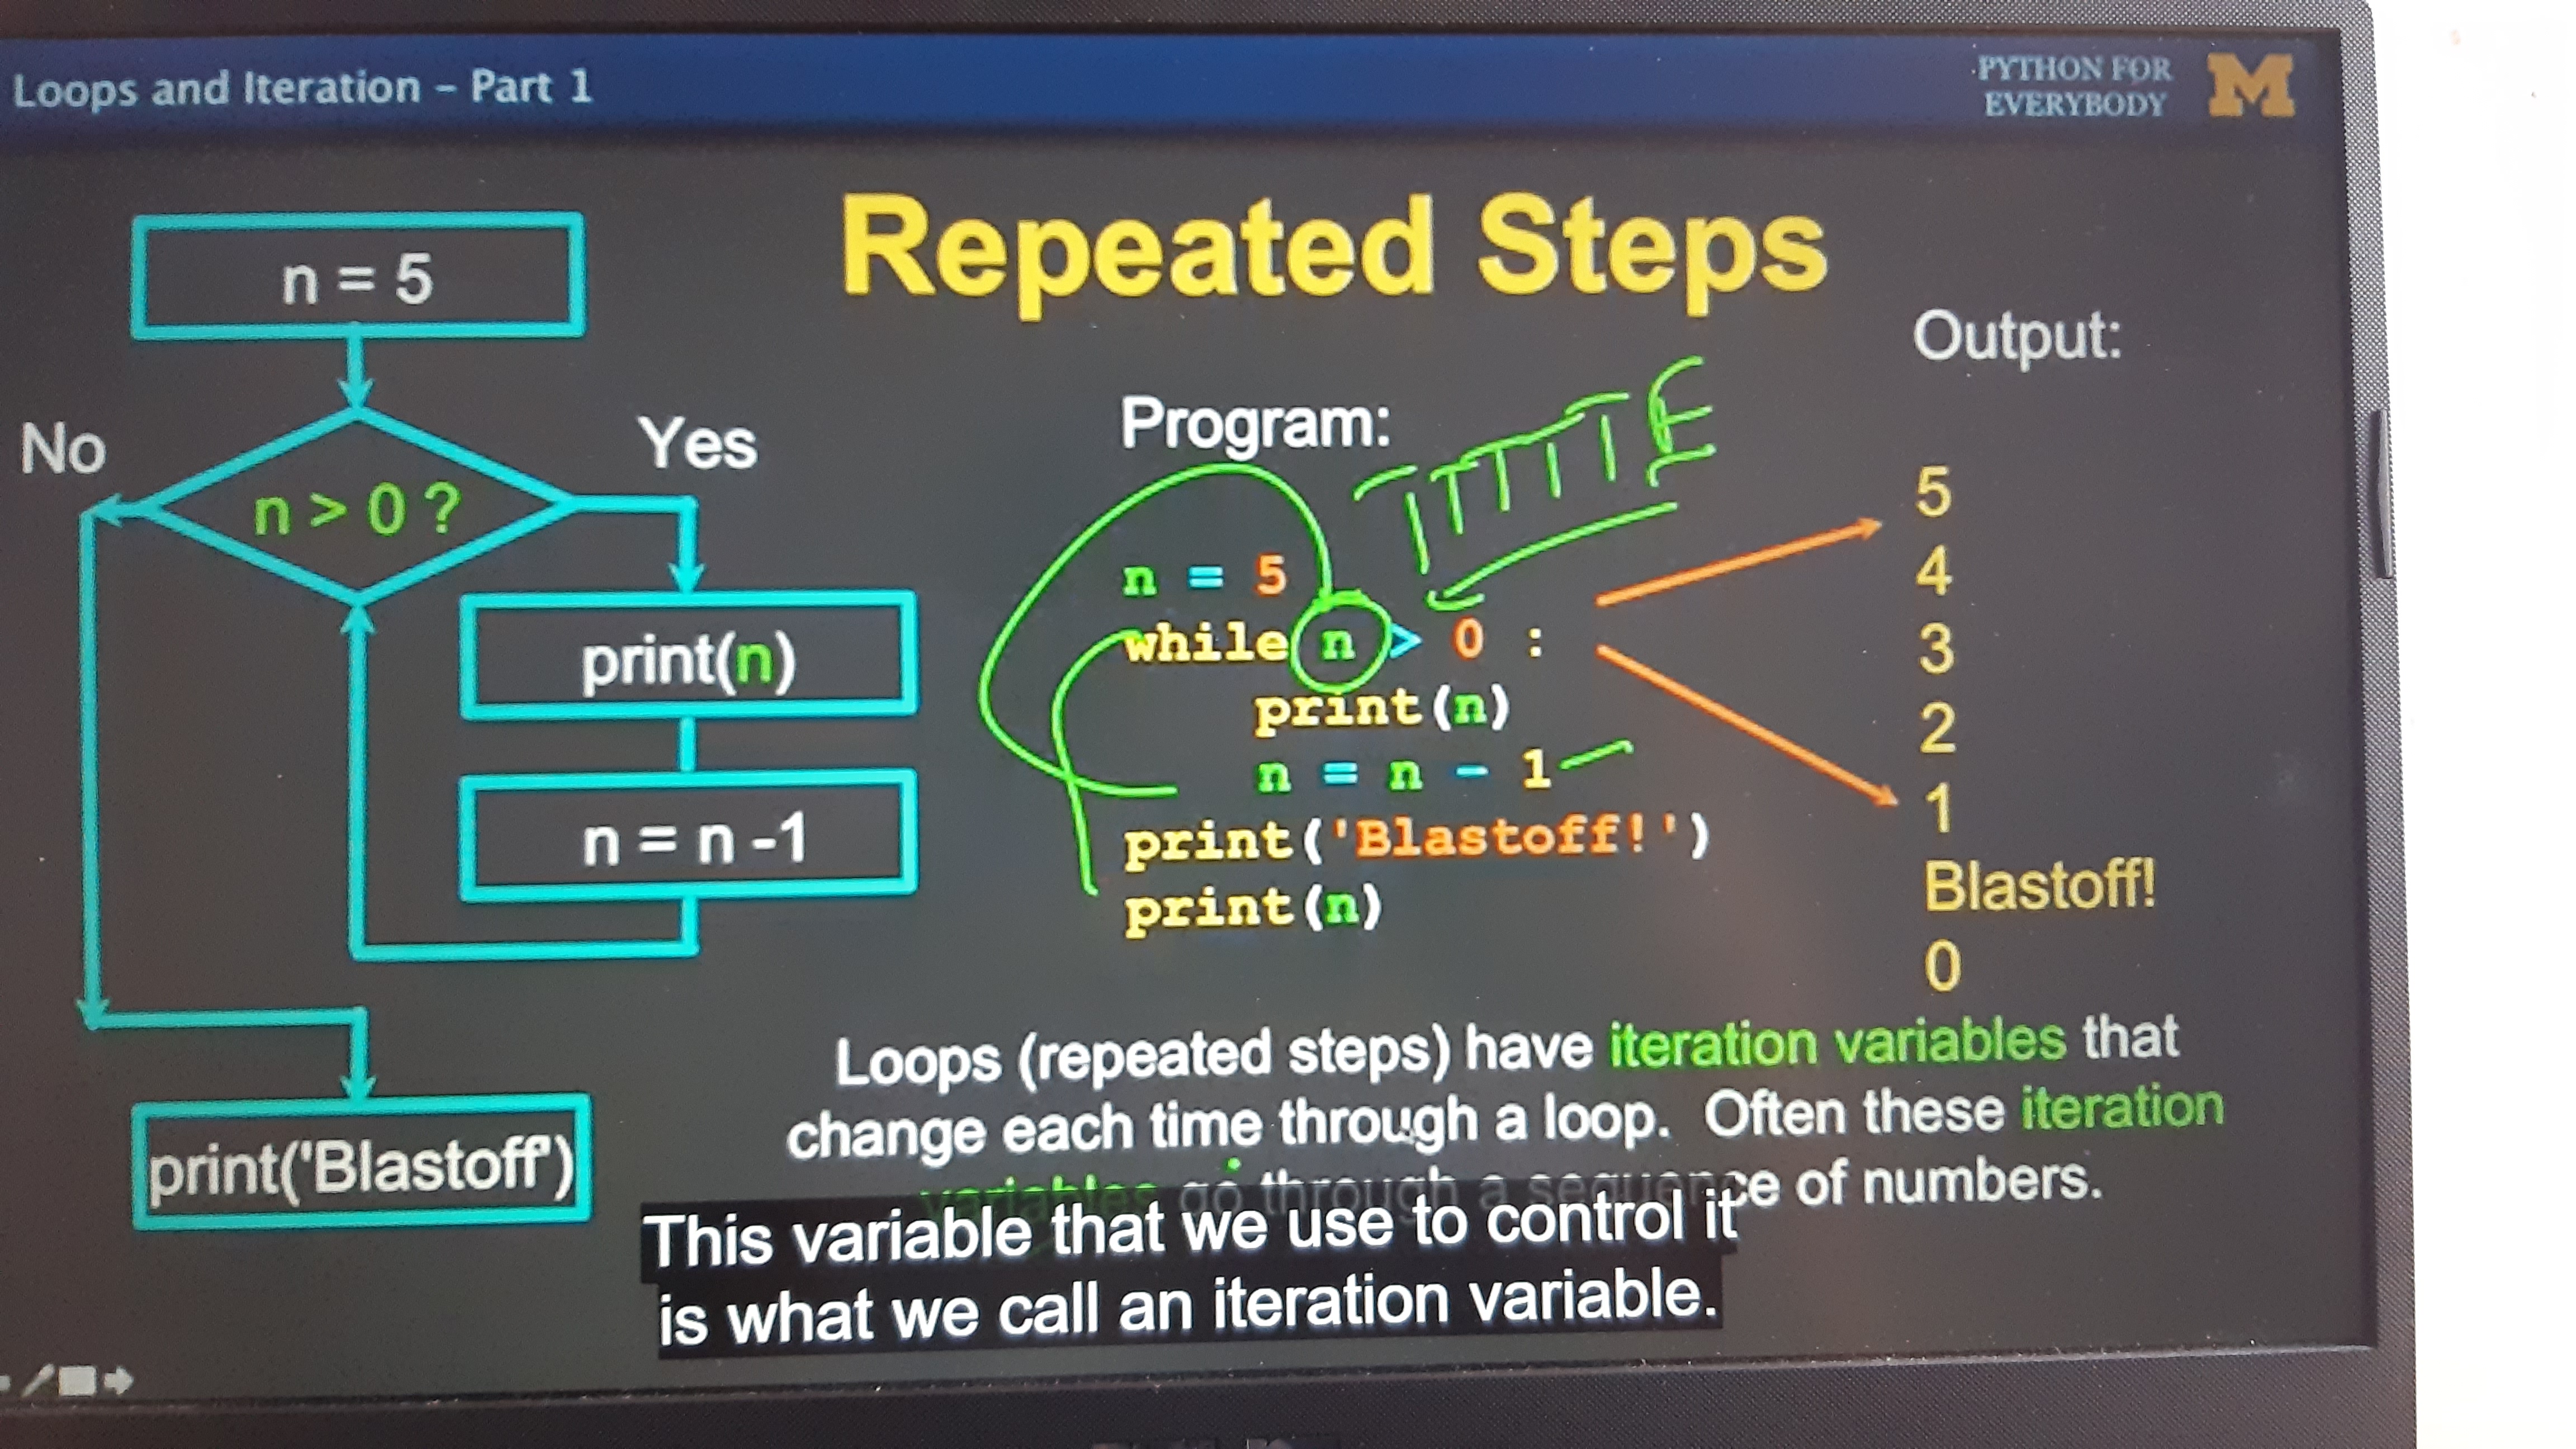 Loops and Iteration – Part 1
PYTHON FOR
EVERYBODY
M
Repeated Steps
n = 5
No
Yes
n > 0 ?
print(n)
n = n -1
print('Blastoff')
Program:
TTTTTF
n = 5
while n > 0 :
print(n)
n = n - 1
print('Blastoff!')
print(n)
Output:
5
4
3
2
1
Blastoff!
0
Loops (repeated steps) have iteration variables that
change each time through a loop. Often these iteration
variables go through a sequence of numbers.
This variable that we use to control it
is what we call an iteration variable.